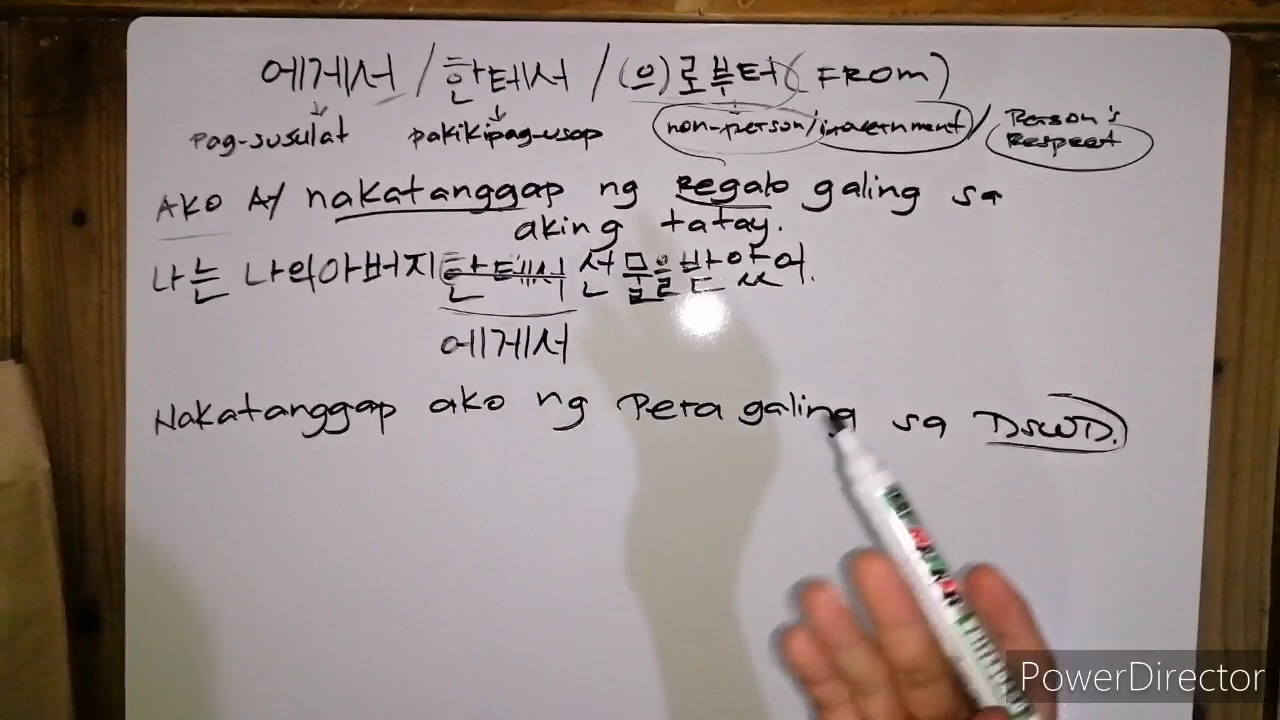 에게서 / 한테서 / (으)로부터 (FROM)
pag-susulat pakikipag-usap non-person/government / Person's
Respect
AKO AY nakatanggap ng Regalo galing sa
aking tatay.
나는 나의아버지한테서 선물을받았어.
에게서
Nakatanggap ako ng Pera galing sa DSWD.
PowerDirector